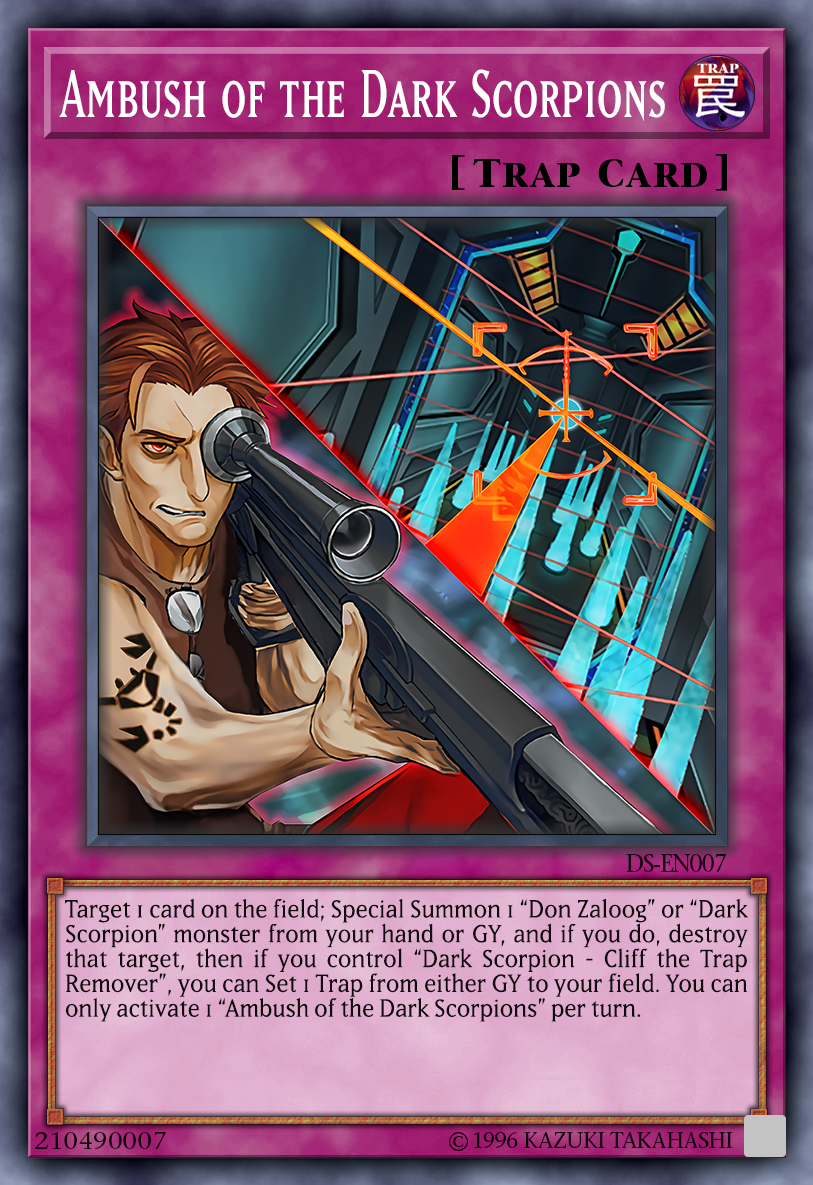 Ambush of the Dark Scorpions
TRAP
罠
[Trap Card]
DS-EN007
Target 1 card on the field; Special Summon 1 “Don Zaloog” or “Dark
Scorpion” monster from your hand or GY, and if you do, destroy
that target, then if you control “Dark Scorpion - Cliff the Trap
Remover”, you can Set 1 Trap from either GY to your field. You can
only activate 1 “Ambush of the Dark Scorpions” per turn.
210490007
© 1996 KAZUKI TAKAHASHI